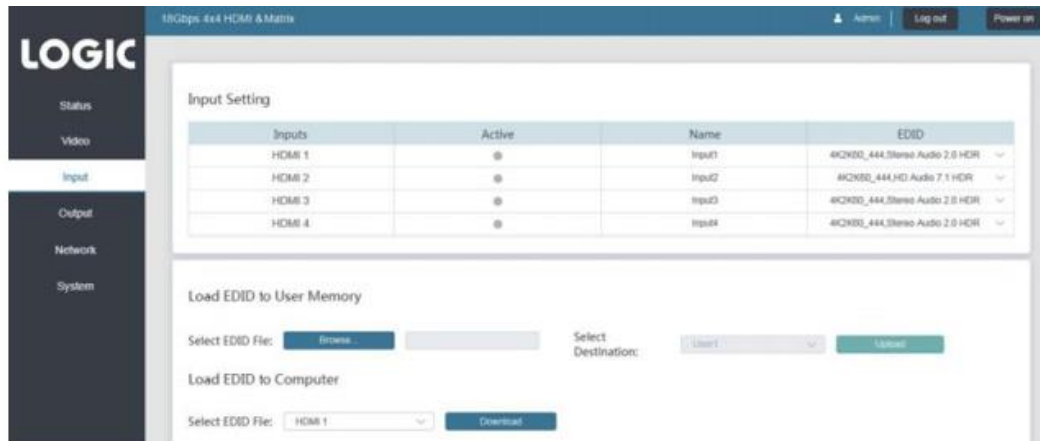 18Gbps 4x4 HDMI & Matrix Admin Log out Power on
LOGIC
Status
Video
Input
Output
Network
System
Input Setting
Inputs Active Name EDID
HDMI 1 Input1 4K2K60_444,Stereo Audio 2.0 HDR
HDMI 2 Input2 4K2K60_444,HD Audio 7.1 HDR
HDMI 3 Input3 4K2K60_444,Stereo Audio 2.0 HDR
HDMI 4 Input4 4K2K60_444,Stereo Audio 2.0 HDR
Load EDID to User Memory
Select EDID File: Browse... Select Destination: User1 Upload
Load EDID to Computer
Select EDID File: HDMI 1 Download